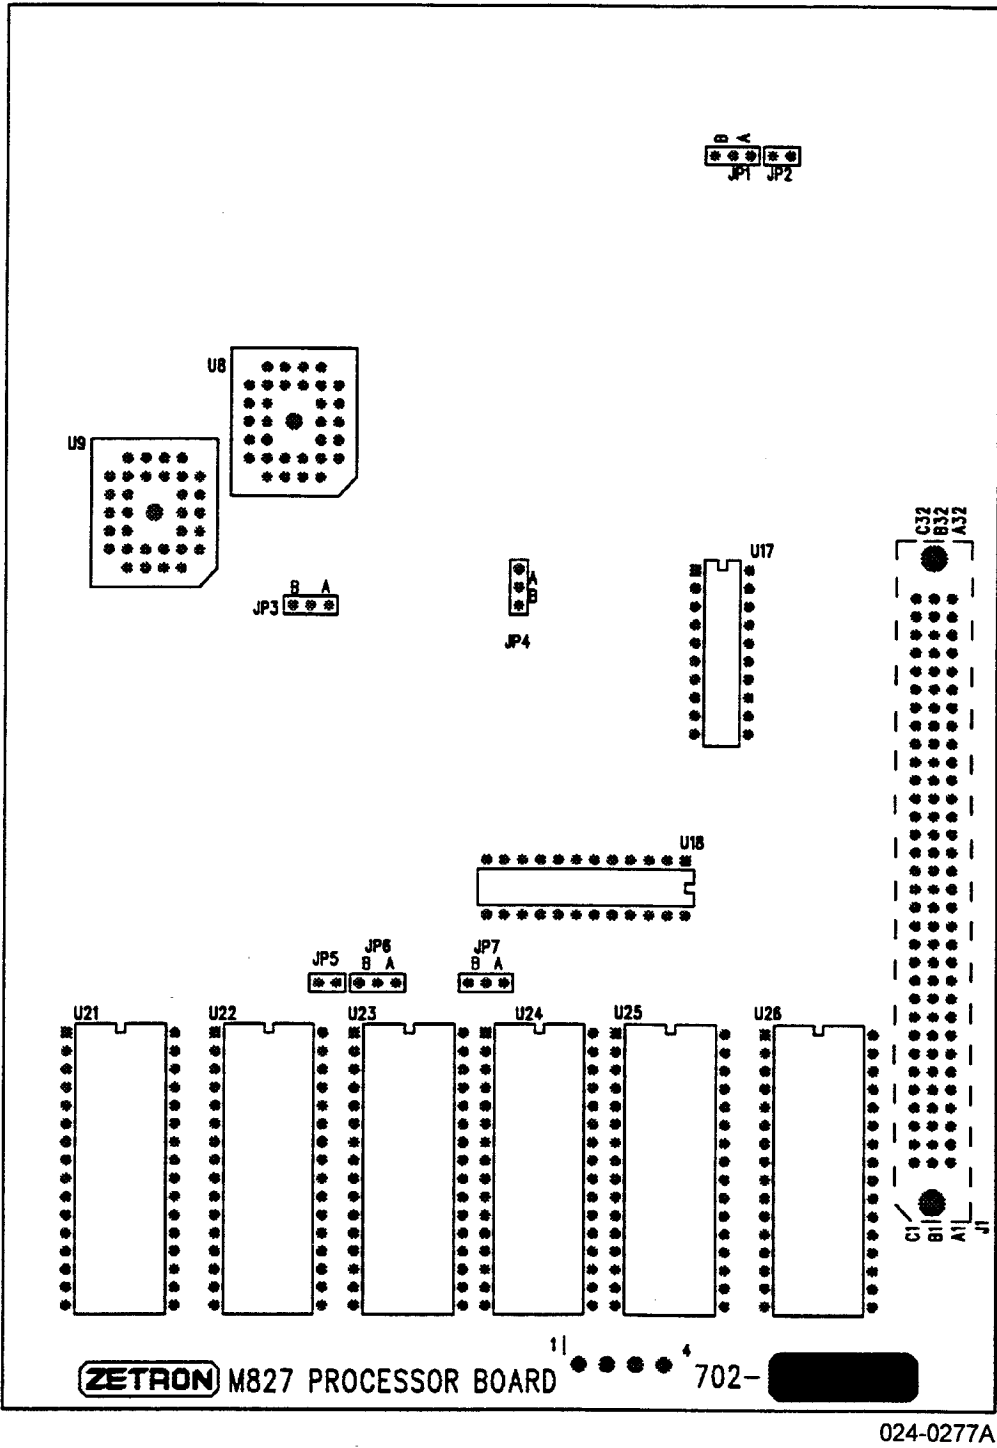 B A
JP1 JP2
U8
U9
B A
JP3
A
B
JP4
U17
C32
B32
A32
U18
JP5
JP6
B A
JP7
B A
U21
U22
U23
U24
U25
U26
C1
B1
A1
J1
1 4
ZETRON M827 PROCESSOR BOARD 702-
024-0277A